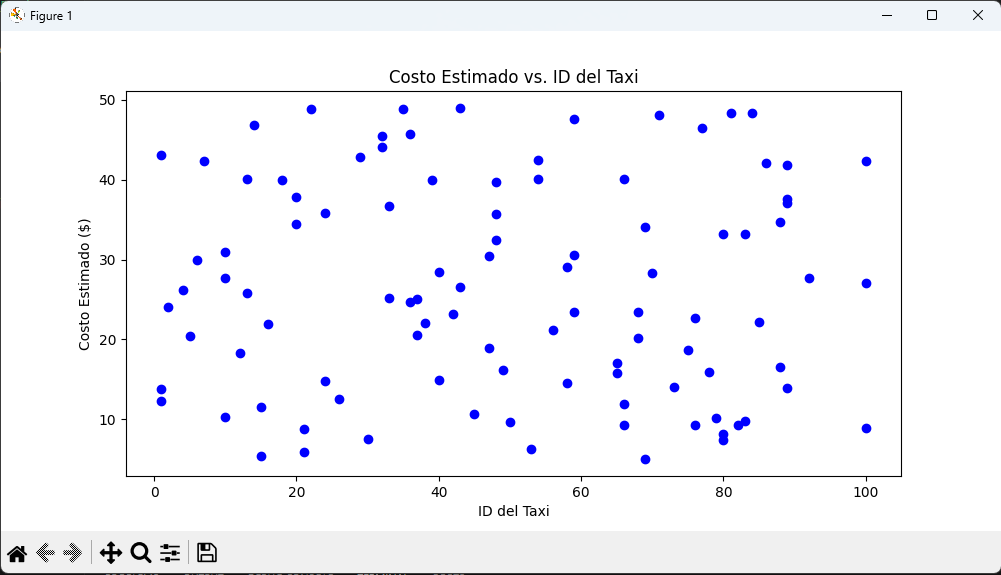 Figure 1
Costo Estimado vs. ID del Taxi
50
40
30
20
10
Costo Estimado ($)
0 20 40 60 80 100
ID del Taxi